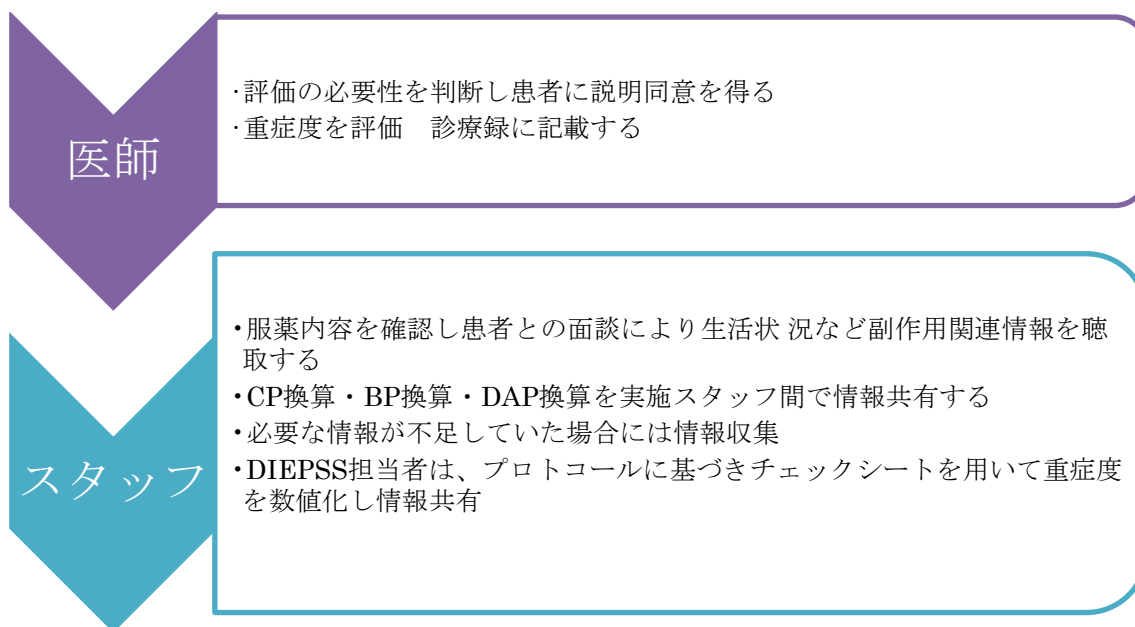 医師
・評価の必要性を判断し患者に説明同意を得る
・重症度を評価　診療録に記載する
スタッフ
・服薬内容を確認し患者との面談により生活状 況など副作用関連情報を聴
取する
・CP換算・BP換算・DAP換算を実施スタッフ間で情報共有する
・必要な情報が不足していた場合には情報収集
・DIEPSS担当者は、プロトコールに基づきチェックシートを用いて重症度
を数値化し情報共有